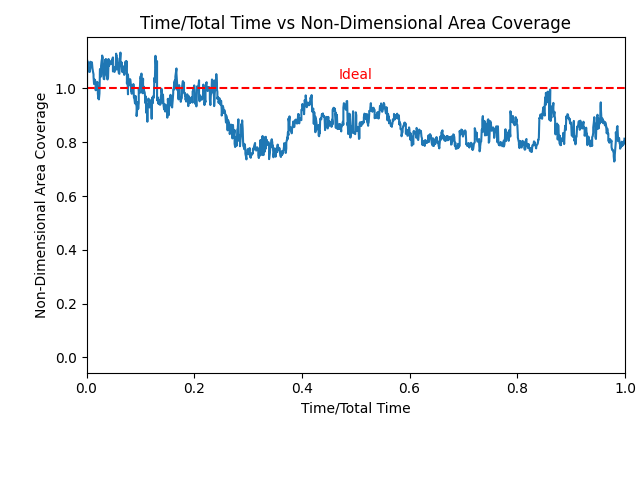 Time/Total Time vs Non-Dimensional Area Coverage
Ideal
1.0
0.8
0.6
0.4
0.2
0.0
Non-Dimensional Area Coverage
0.0 0.2 0.4 0.6 0.8 1.0
Time/Total Time